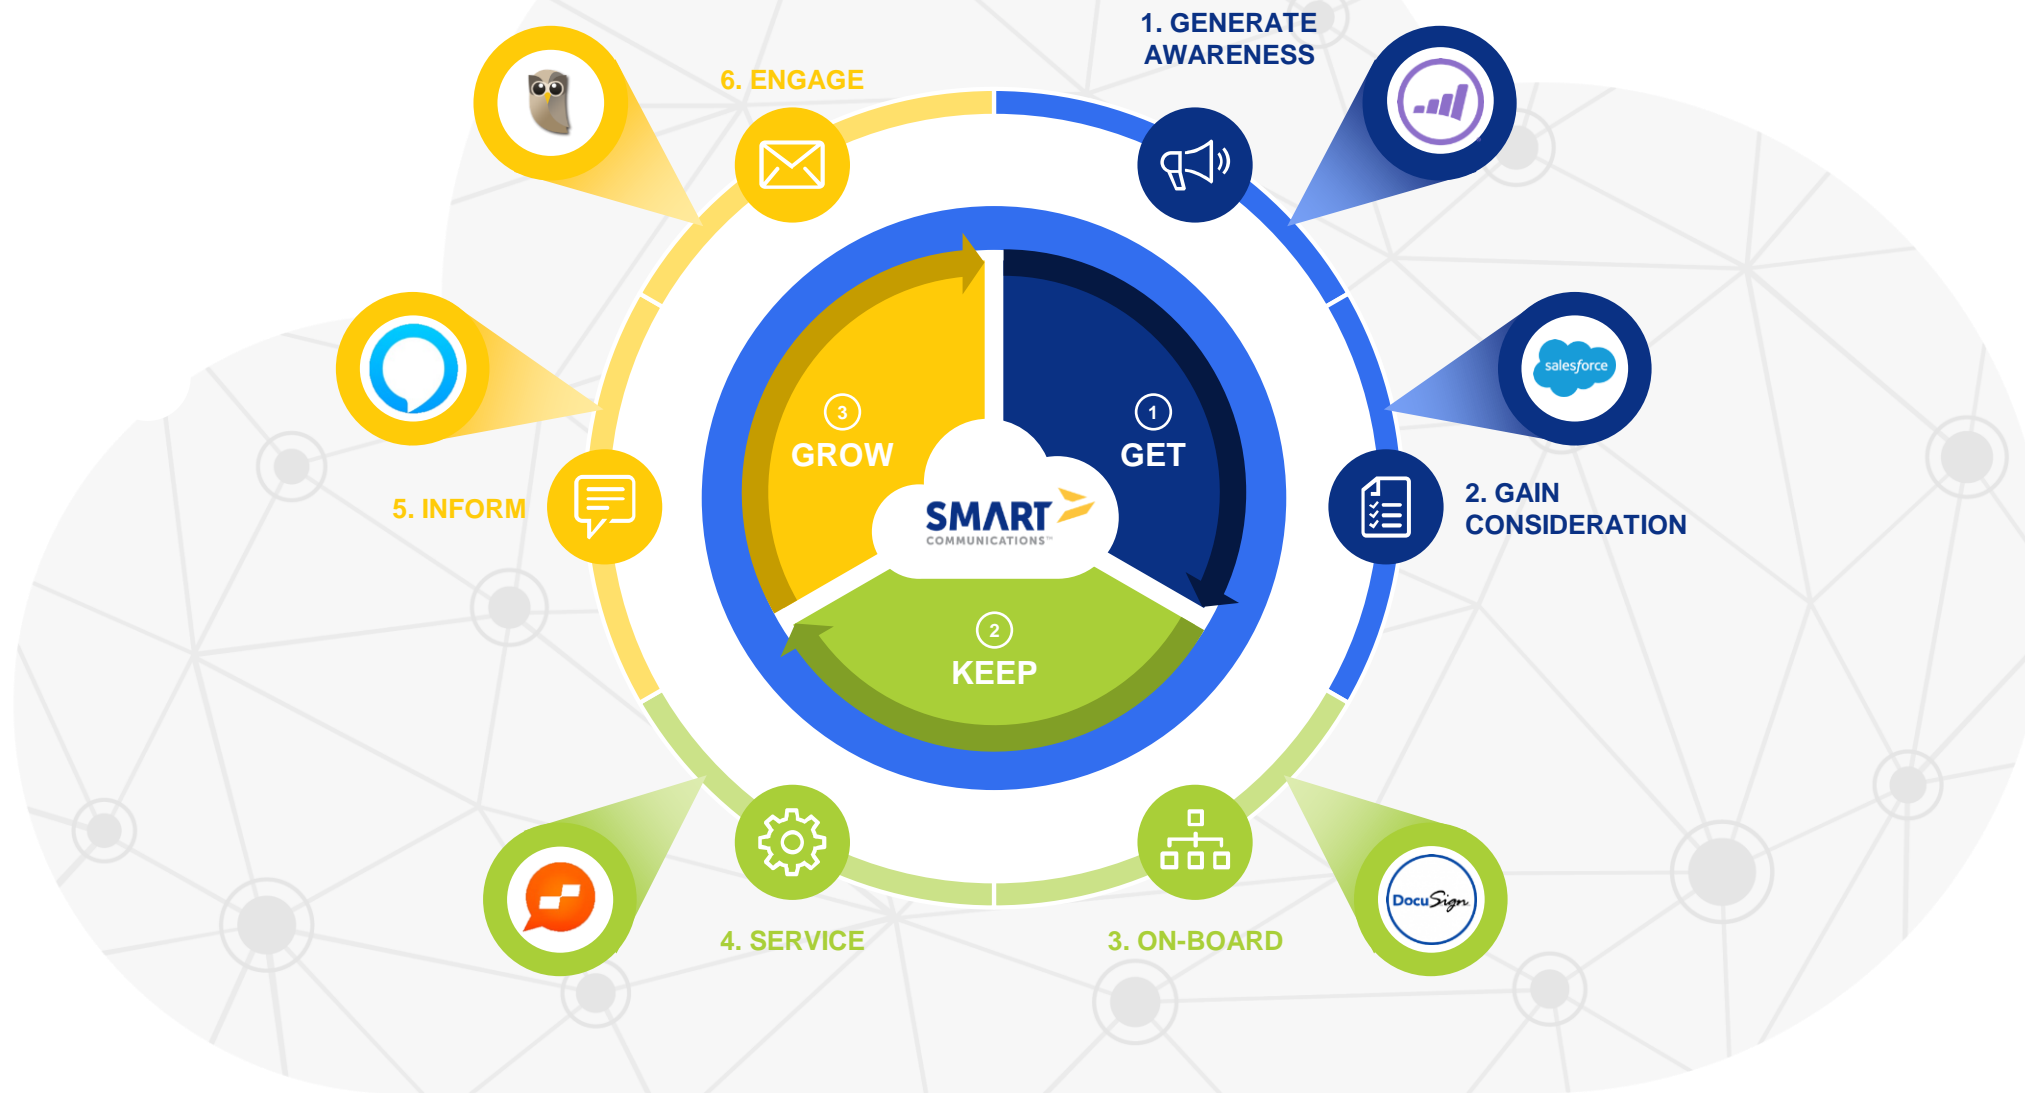 1. GENERATE
AWARENESS
6. ENGAGE
salesforce
3
GROW
1
GET
2. GAIN
CONSIDERATION
5. INFORM
SMART
COMMUNICATIONS™
2
KEEP
DocuSign
4. SERVICE
3. ON-BOARD